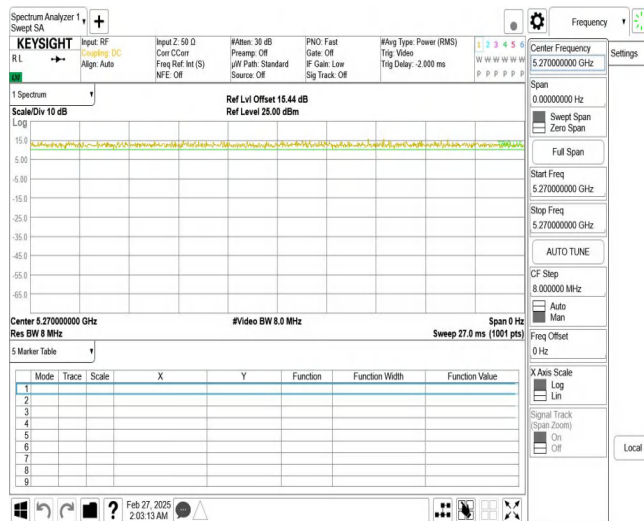 Spectrum Analyzer 1
Swept SA
Frequency
Settings
KEYSIGHT
RL
Input: RF
Coupling: DC
Align: Auto
Input Z: 50 Ω
Corr CCorr
Freq Ref: Int (S)
NFE: Off
#Atten: 30 dB
Preamp: Off
µW Path: Standard
Source: Off
PNO: Fast
Gate: Off
IF Gain: Low
Sig Track: Off
#Avg Type: Power (RMS)
Trig: Video
Trig Delay: -2.000 ms
1 2 3 4 5 6
W W W W W W
P P P P P P
1 Spectrum
Scale/Div 10 dB
Log
Ref Lvl Offset 15.44 dB
Ref Level 25.00 dBm
15.0
5.00
-5.00
-15.0
-25.0
-35.0
-45.0
-55.0
-65.0
Center 5.270000000 GHz
Res BW 8 MHz
#Video BW 8.0 MHz
Span 0 Hz
Sweep 27.0 ms (1001 pts)
5 Marker Table
Mode Trace Scale X Y Function Function Width Function Value
1
2
3
4
5
6
7
8
9
Center Frequency
5.270000000 GHz
Span
0.00000000 Hz
Swept Span
Zero Span
Full Span
Start Freq
5.270000000 GHz
Stop Freq
5.270000000 GHz
AUTO TUNE
CF Step
8.000000 MHz
Auto
Man
Freq Offset
0 Hz
X Axis Scale
Log
Lin
Signal Track
(Span Zoom)
On
Off
Local
Feb 27, 2025
2:03:13 AM